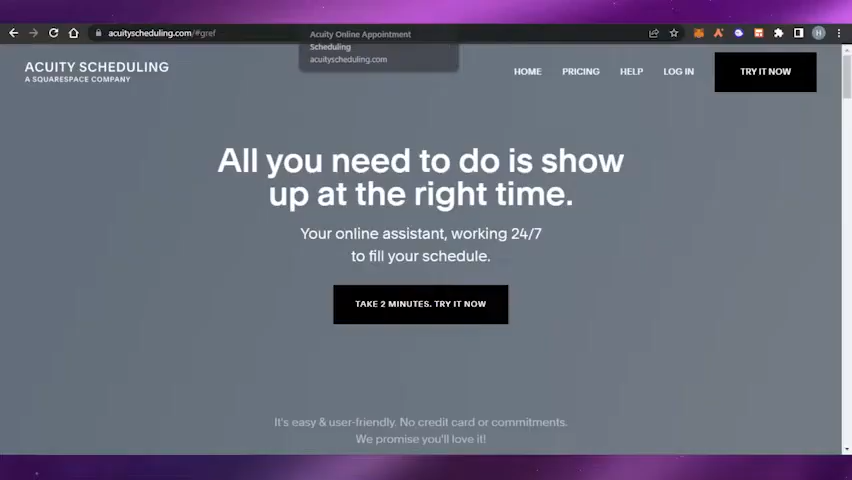 Acuity Online Appointment
Scheduling
acuityscheduling.com
acuityscheduling.com/#gref
H
ACUITY SCHEDULING
A SQUARESPACE COMPANY
HOME PRICING HELP LOG IN TRY IT NOW
All you need to do is show
up at the right time.
Your online assistant, working 24/7
to fill your schedule.
TAKE 2 MINUTES. TRY IT NOW
It's easy & user-friendly. No credit card or commitments.
We promise you'll love it!